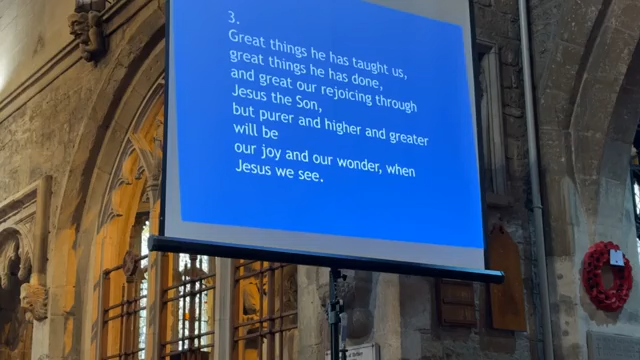 3.
Great things he has taught us,
great things he has done,
and great our rejoicing through
Jesus the Son,
but purer and higher and greater
will be
our joy and our wonder, when
Jesus we see.